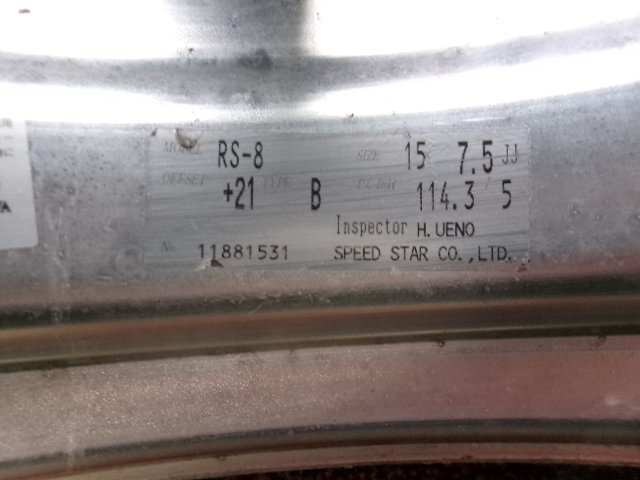 MODEL RS-8 SIZE 15 7.5 JJ
OFFSET +21 TYPE B P.C.D/H 114.3 / 5
Inspector H. UENO
No. 11881531 SPEED STAR CO.,LTD.
TA